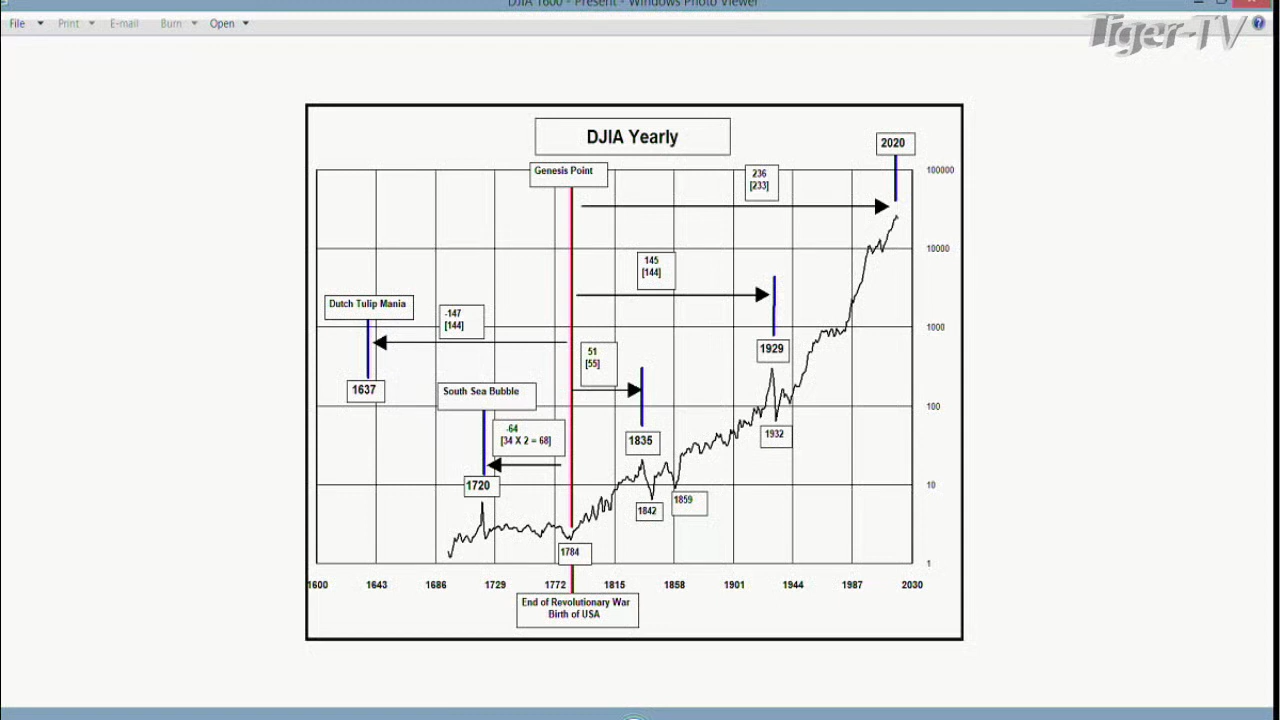 DJIA 1600 - Present - Windows Photo Viewer
File Print E-mail Burn Open
Tiger-TV
DJIA Yearly
2020
Genesis Point
236
[233]
100000
10000
145
[144]
Dutch Tulip Mania
-147
[144]
1000
51
[55]
1929
1637
South Sea Bubble
100
-64
[34 X 2 = 68]
1835
1932
1720
10
1842
1859
1784
1
1600 1643 1686 1729 1772 1815 1858 1901 1944 1987 2030
End of Revolutionary War
Birth of USA